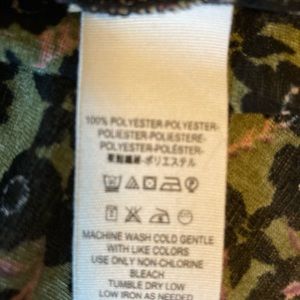 100% POLYESTER-POLYESTER-
POLIESTER-POLIESTERE-
POLYESTER-POLÉSTER-
聚酯纖維-ポリエステル
MACHINE WASH COLD GENTLE
WITH LIKE COLORS
USE ONLY NON-CHLORINE
BLEACH
TUMBLE DRY LOW
LOW IRON AS NEEDED